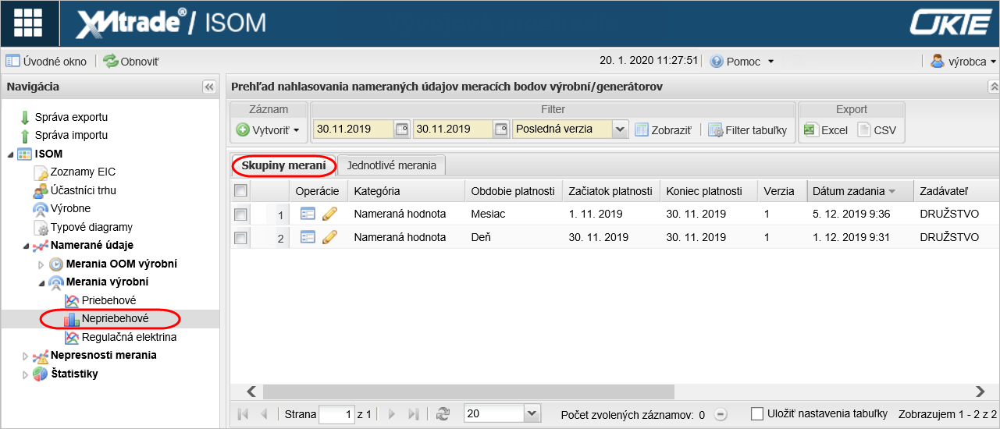 XMtrade® / ISOM
OKTE
Úvodné okno Obnoviť 20. 1. 2020 11:27:51 Pomoc výrobca
Navigácia
Správa exportu
Správa importu
ISOM
Zoznamy EIC
Účastníci trhu
Výrobne
Typové diagramy
Namerané údaje
Merania OOM výrobní
Merania výrobní
Priebehové
Nepriebehové
Regulačná elektrina
Nepresnosti merania
Štatistiky
Prehľad nahlasovania nameraných údajov meracích bodov výrobní/generátorov
Záznam Filter Export
Vytvoriť 30.11.2019 30.11.2019 Posledná verzia Zobraziť Filter tabuľky Excel CSV
Skupiny meraní Jednotlivé merania
Operácie Kategória Obdobie platnosti Začiatok platnosti Koniec platnosti Verzia Dátum zadania Zadávateľ
1 Nameraná hodnota Mesiac 1. 11. 2019 30. 11. 2019 1 5. 12. 2019 9:36 DRUŽSTVO
2 Nameraná hodnota Deň 30. 11. 2019 30. 11. 2019 1 1. 12. 2019 9:31 DRUŽSTVO
Strana 1 z 1 20 Počet zvolených záznamov: 0 Uložiť nastavenia tabuľky Zobrazujem 1 - 2 z 2